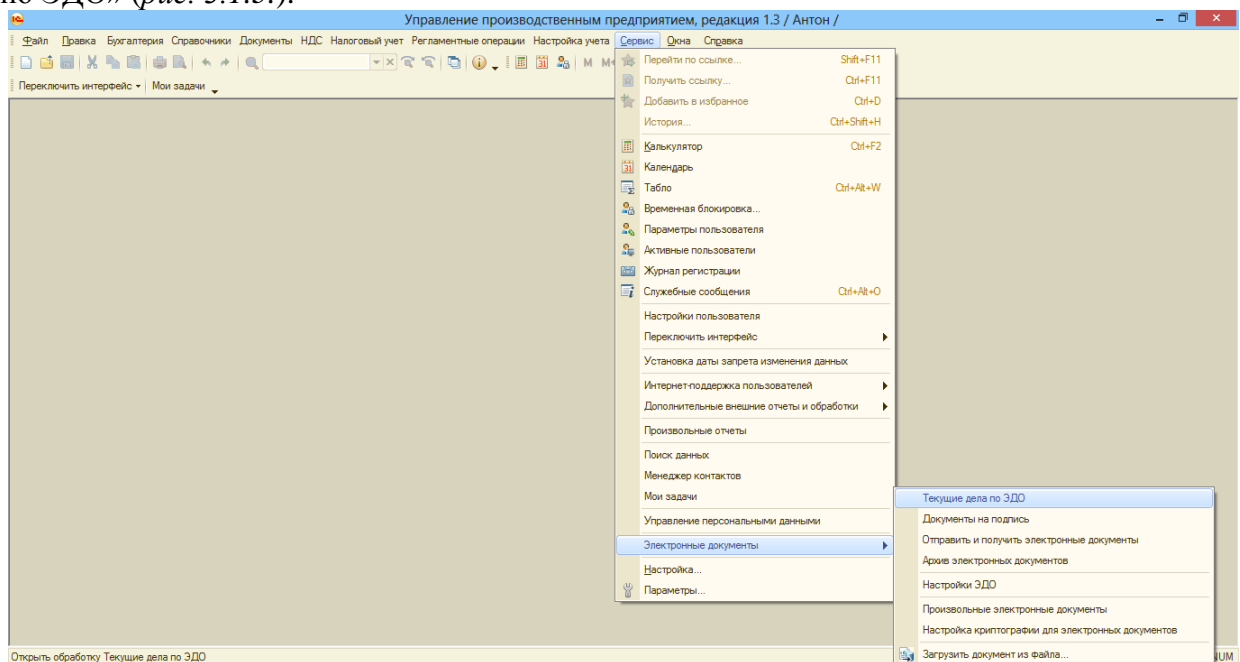 по ЭДО» (рис. 3.1.3.).
Управление производственным предприятием, редакция 1.3 / Антон /
Файл Правка Бухгалтерия Справочники Документы НДС Налоговый учет Регламентные операции Настройка учета Сервис Окна Справка
M M+
Переключить интерфейс Мои задачи
Перейти по ссылке... Shift+F11
Получить ссылку... Ctrl+F11
Добавить в избранное Ctrl+D
История... Ctrl+Shift+H
Калькулятор Ctrl+F2
Календарь
Табло Ctrl+Alt+W
Временная блокировка...
Параметры пользователя
Активные пользователи
Журнал регистрации
Служебные сообщения Ctrl+Alt+O
Настройки пользователя
Переключить интерфейс
Установка даты запрета изменения данных
Интернет-поддержка пользователей
Дополнительные внешние отчеты и обработки
Произвольные отчеты
Поиск данных
Менеджер контактов
Мои задачи
Управление персональными данными
Электронные документы
Настройка...
Параметры...
Текущие дела по ЭДО
Документы на подпись
Отправить и получить электронные документы
Архив электронных документов
Настройки ЭДО
Произвольные электронные документы
Настройка криптографии для электронных документов
Загрузить документ из файла...
Открыть обработку Текущие дела по ЭДО
NUM